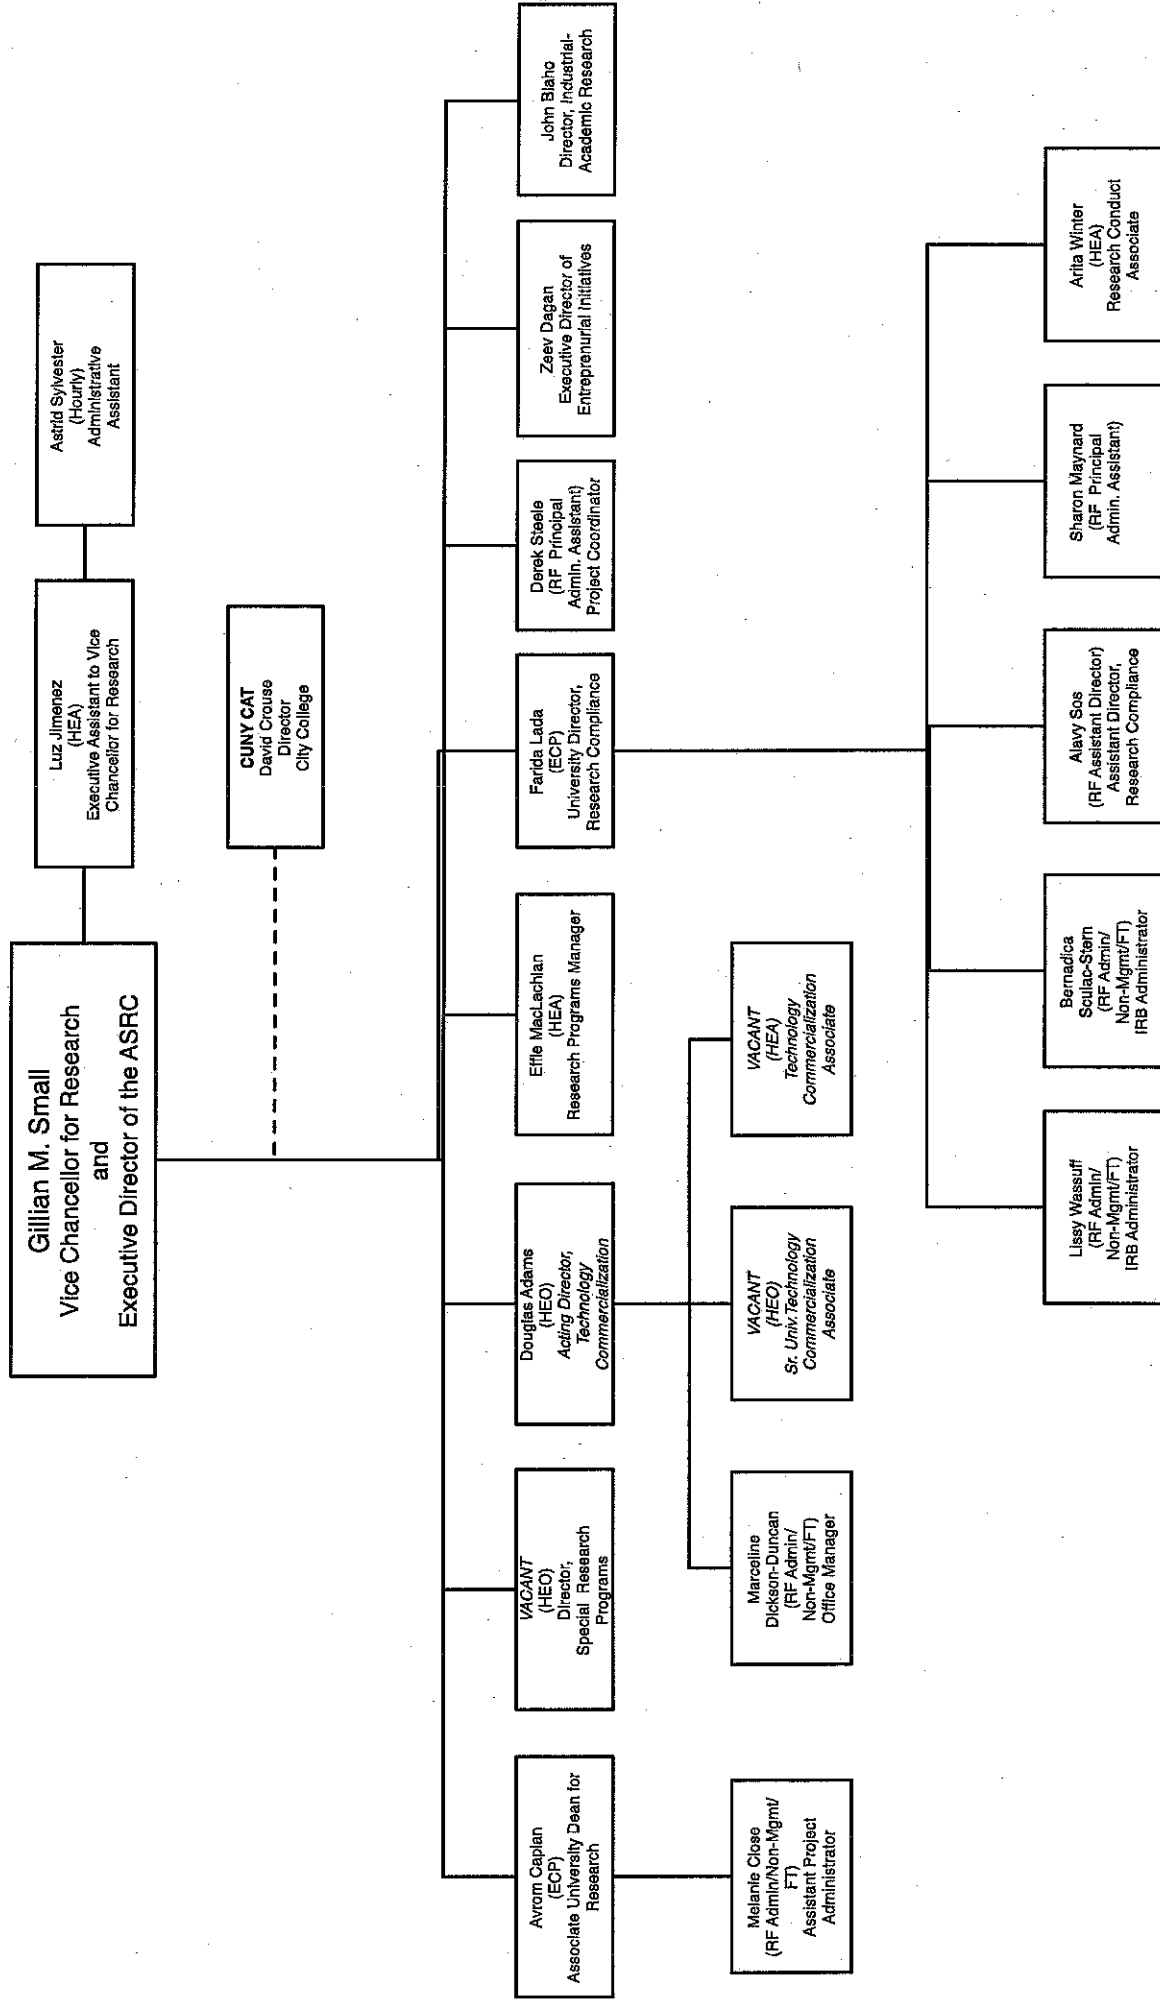 Gillian M. Small
Vice Chancellor for Research
and
Executive Director of the ASRC
Luz Jimenez
(HEA)
Executive Assistant to Vice
Chancellor for Research
Astrid Sylvester
(Hourly)
Administrative
Assistant
CUNY CAT
David Crouse
Director
City College
Avrom Caplan
(ECP)
Associate University Dean for
Research
VACANT
(HEO)
Director,
Special Research
Programs
Douglas Adams
(HEO)
Acting Director,
Technology
Commercialization
Effie MacLachlan
(HEA)
Research Programs Manager
Farida Lada
(ECP)
University Director,
Research Compliance
Derek Steele
(RF Principal
Admin. Assistant)
Project Coordinator
Zeev Dagan
Executive Director of
Entreprenurial Initiatives
John Blaho
Director, Industrial-
Academic Research
Melanie Close
(RF Admin/Non-Mgmt/
FT)
Assistant Project
Administrator
Marceline
Dickson-Duncan
(RF Admin/
Non-Mgmt/FT)
Office Manager
VACANT
(HEO)
Sr. Univ.Technology
Commercialization
Associate
VACANT
(HEA)
Technology
Commercialization
Associate
Lissy Wassuff
(RF Admin/
Non-Mgmt/FT)
IRB Administrator
Bernadica
Sculac-Stern
(RF Admin/
Non-Mgmt/FT)
IRB Administrator
Alavy Sos
(RF Assistant Director)
Assistant Director,
Research Compliance
Sharon Maynard
(RF Principal
Admin. Assistant)
Arita Winter
(HEA)
Research Conduct
Associate